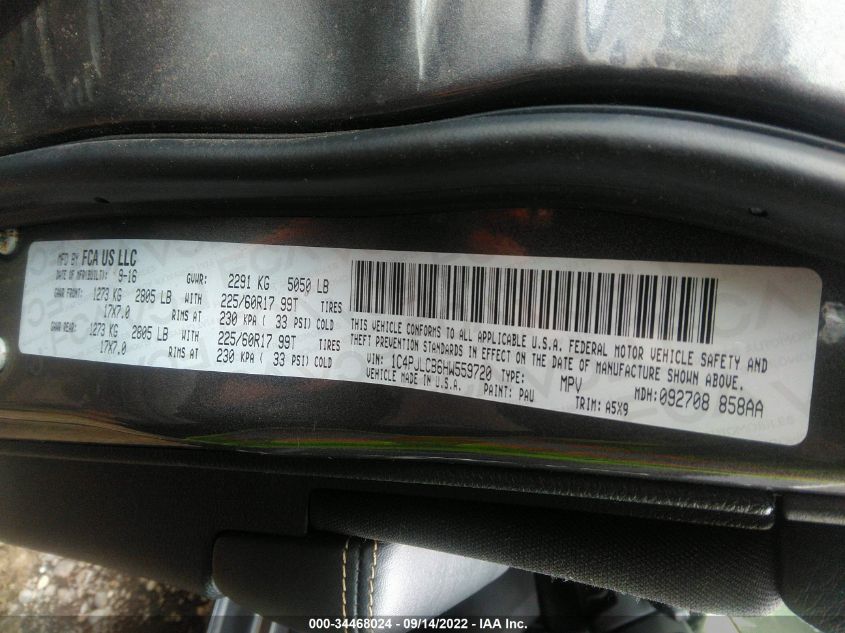 MFD BY FCA US LLC
DATE OF MFR/BUILT: 9-16 GVWR: 2291 KG 5050 LB
GAWR FRONT: 1273 KG 2805 LB WITH 225/60R17 99T TIRES
17X7.0 RIMS AT 230 KPA ( 33 PSI) COLD
GAWR REAR: 1273 KG 2805 LB WITH 225/60R17 99T TIRES
17X7.0 RIMS AT 230 KPA ( 33 PSI) COLD
THIS VEHICLE CONFORMS TO ALL APPLICABLE U.S.A. FEDERAL MOTOR VEHICLE SAFETY AND
THEFT PREVENTION STANDARDS IN EFFECT ON THE DATE OF MANUFACTURE SHOWN ABOVE.
VIN: 1C4PJLCB6HW559720 TYPE: MPV MDH:092708 858AA
MADE IN U.S.A. PAINT: PAU TRIM: A5X9
000-34468024 - 09/14/2022 - IAA Inc.